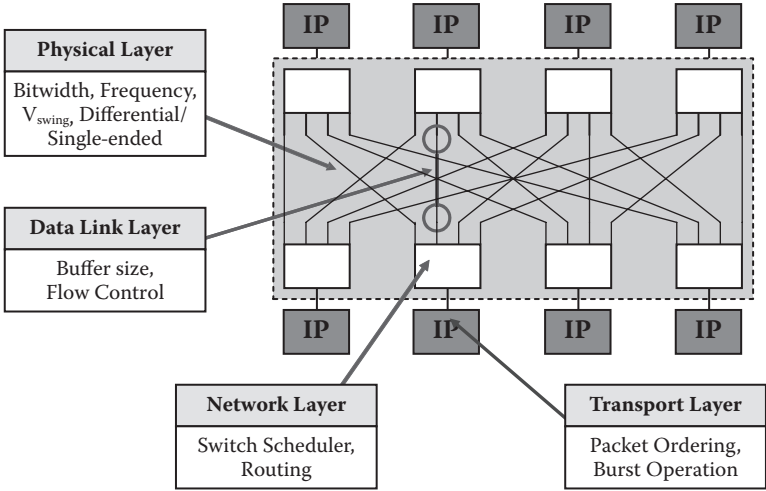 IP IP IP IP
Physical Layer
Bitwidth, Frequency,
Vswing, Differential/
Single-ended
Data Link Layer
Buffer size,
Flow Control
IP IP IP IP
Network Layer
Switch Scheduler,
Routing
Transport Layer
Packet Ordering,
Burst Operation